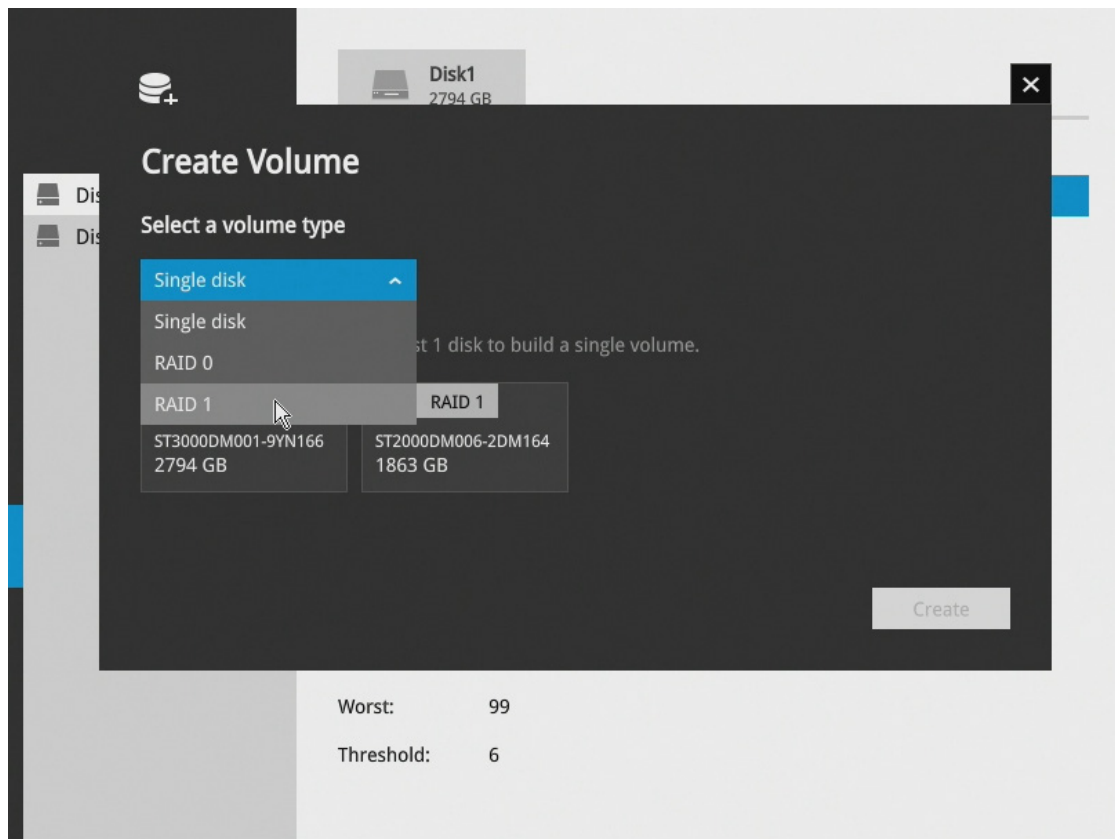 Disk1
2794 GB
Create Volume
Dis
Select a volume type
Dis
Single disk
Single disk
st 1 disk to build a single volume.
RAID 0
RAID 1
RAID 1
ST3000DM001-9YN166
2794 GB
ST2000DM006-2DM164
1863 GB
Create
Worst: 99
Threshold: 6